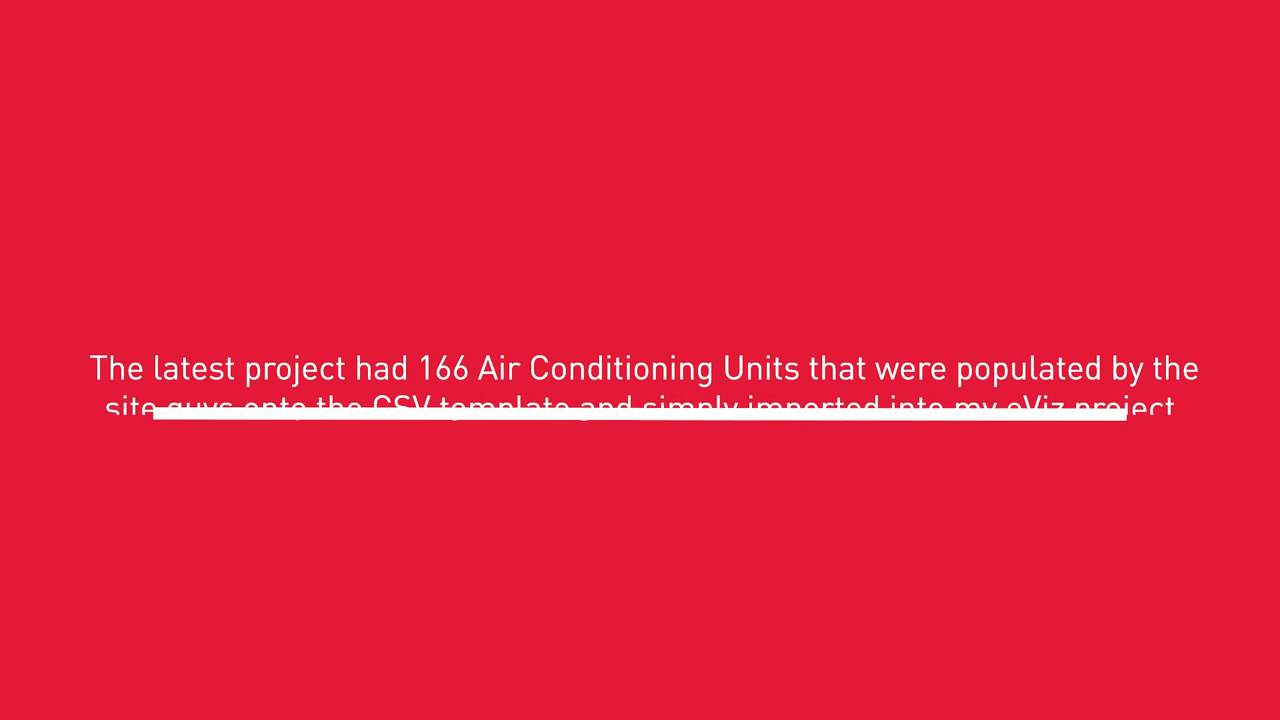 The latest project had 166 Air Conditioning Units that were populated by the
site guys onto the CSV template and simply imported into my eViz project